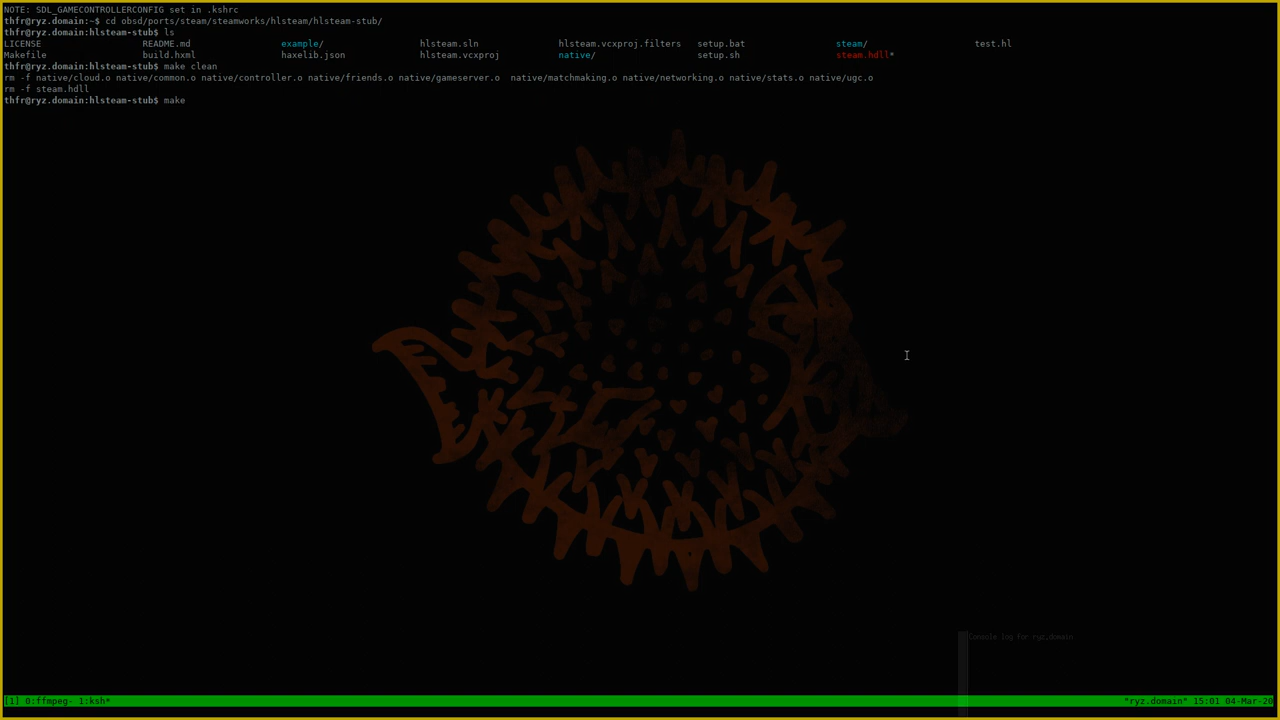 NOTE: SDL_GAMECONTROLLERCONFIG set in .kshrc
thfr@ryz.domain:~$ cd obsd/ports/steam/steamworks/hlsteam/hlsteam-stub/
thfr@ryz.domain:hlsteam-stub$ ls
LICENSE README.md example/ hlsteam.sln hlsteam.vcxproj.filters setup.bat steam/ test.hl
Makefile build.hxml haxelib.json hlsteam.vcxproj native/ setup.sh steam.hdll*
thfr@ryz.domain:hlsteam-stub$ make clean
rm -f native/cloud.o native/common.o native/controller.o native/friends.o native/gameserver.o  native/matchmaking.o native/networking.o native/stats.o native/ugc.o
rm -f steam.hdll
thfr@ryz.domain:hlsteam-stub$ make
Console log for ryz.domain
[1] 0:ffmpeg- 1:ksh* "ryz.domain" 15:01 04-Mar-20